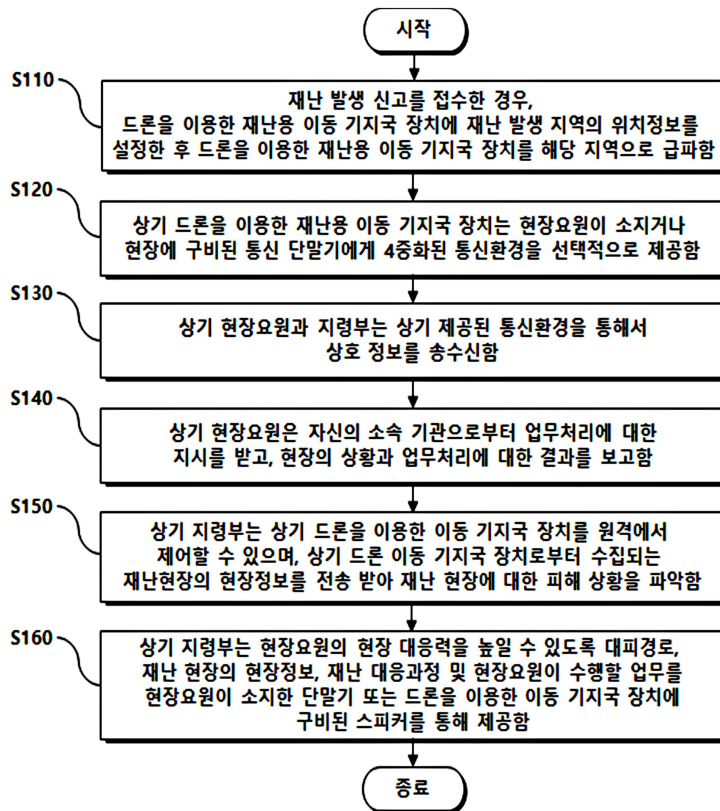 시작
S110
재난 발생 신고를 접수한 경우,
드론을 이용한 재난용 이동 기지국 장치에 재난 발생 지역의 위치정보를
설정한 후 드론을 이용한 재난용 이동 기지국 장치를 해당 지역으로 급파함
S120
상기 드론을 이용한 재난용 이동 기지국 장치는 현장요원이 소지거나
현장에 구비된 통신 단말기에게 4중화된 통신환경을 선택적으로 제공함
S130
상기 현장요원과 지령부는 상기 제공된 통신환경을 통해서
상호 정보를 송수신함
S140
상기 현장요원은 자신의 소속 기관으로부터 업무처리에 대한
지시를 받고, 현장의 상황과 업무처리에 대한 결과를 보고함
S150
상기 지령부는 상기 드론을 이용한 이동 기지국 장치를 원격에서
제어할 수 있으며, 상기 드론 이동 기지국 장치로부터 수집되는
재난현장의 현장정보를 전송 받아 재난 현장에 대한 피해 상황을 파악함
S160
상기 지령부는 현장요원의 현장 대응력을 높일 수 있도록 대피경로,
재난 현장의 현장정보, 재난 대응과정 및 현장요원이 수행할 업무를
현장요원이 소지한 단말기 또는 드론을 이용한 이동 기지국 장치에
구비된 스피커를 통해 제공함
종료